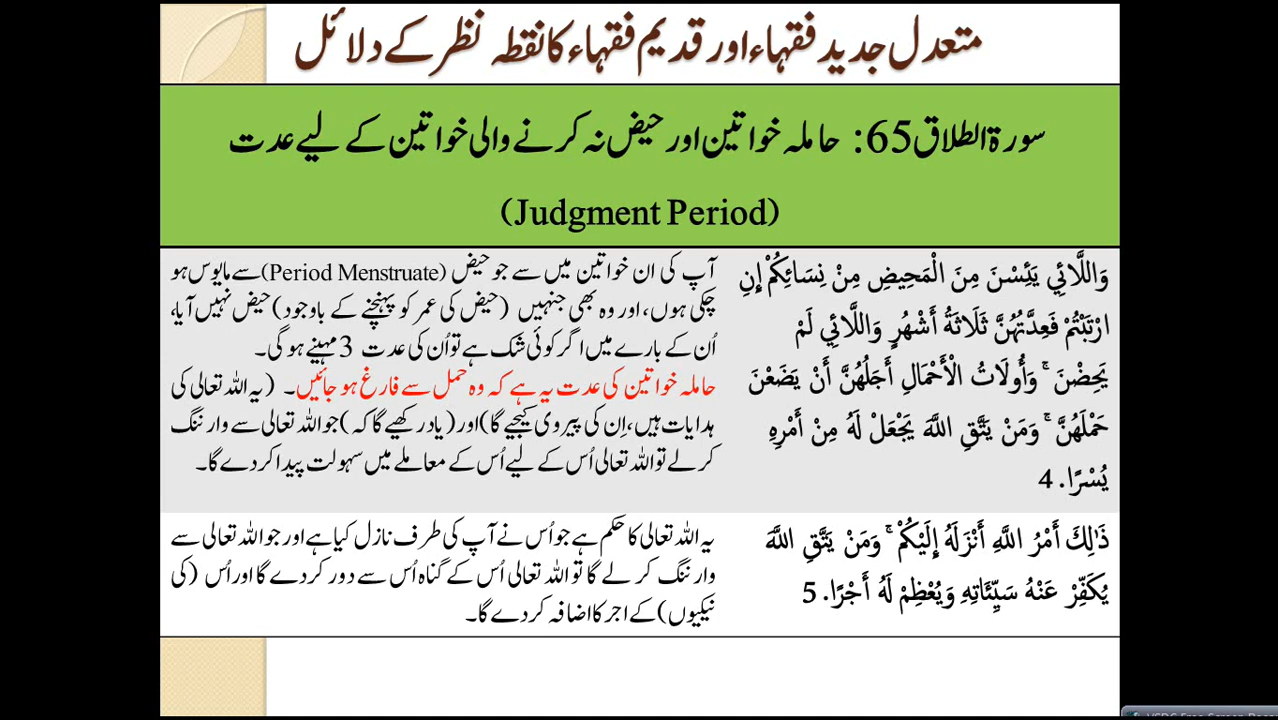 متعدل جدید فقہاء اور قدیم فقہاء کا نقطہ نظر کے دلائل
سورۃ الطلاق 65: حاملہ خواتین اور حیض نہ کرنے والی خواتین کے لیے عدت
(Judgment Period)
وَاللَّائِي يَئِسْنَ مِنَ الْمَحِيضِ مِنْ نِسَائِكُمْ إِنِ
ارْتَبْتُمْ فَعِدَّتُهُنَّ ثَلَاثَةُ أَشْهُرٍ وَاللَّائِي لَمْ
يَحِضْنَ ۚ وَأُولَاتُ الْأَحْمَالِ أَجَلُهُنَّ أَنْ يَضَعْنَ
حَمْلَهُنَّ ۚ وَمَنْ يَتَّقِ اللَّهَ يَجْعَلْ لَهُ مِنْ أَمْرِهِ
يُسْرًا. 4
آپ کی ان خواتین میں سے جو حیض (Period Menstruate) سے مایوس ہو
چکی ہوں، اور وہ بھی جنہیں (حیض کی عمر کو پہنچنے کے باوجود) حیض نہیں آیا،
اُن کے بارے میں اگر کوئی شک ہے تو اُن کی عدت 3 مہینے ہو گی۔
حاملہ خواتین کی عدت یہ ہے کہ وہ حمل سے فارغ ہو جائیں۔ (یہ اللہ تعالی کی
ہدایات ہیں، اِن کی پیروی کیجیے گا) اور (یاد رکھیے گا کہ) جو اللہ تعالی سے وارننگ
کر لے تو اللہ تعالی اُس کے لیے اُس کے معاملے میں سہولت پیدا کر دے گا۔
ذَٰلِكَ أَمْرُ اللَّهِ أَنْزَلَهُ إِلَيْكُمْ ۚ وَمَنْ يَتَّقِ اللَّهَ
يُكَفِّرْ عَنْهُ سَيِّئَاتِهِ وَيُعْظِمْ لَهُ أَجْرًا. 5
یہ اللہ تعالی کا حکم ہے جو اُس نے آپ کی طرف نازل کیا ہے اور جو اللہ تعالی سے
وارننگ کر لے گا تو اللہ تعالی اُس کے گناہ اُس سے دور کر دے گا اور اُس (کی
نیکیوں) کے اجر کا اضافہ کر دے گا۔